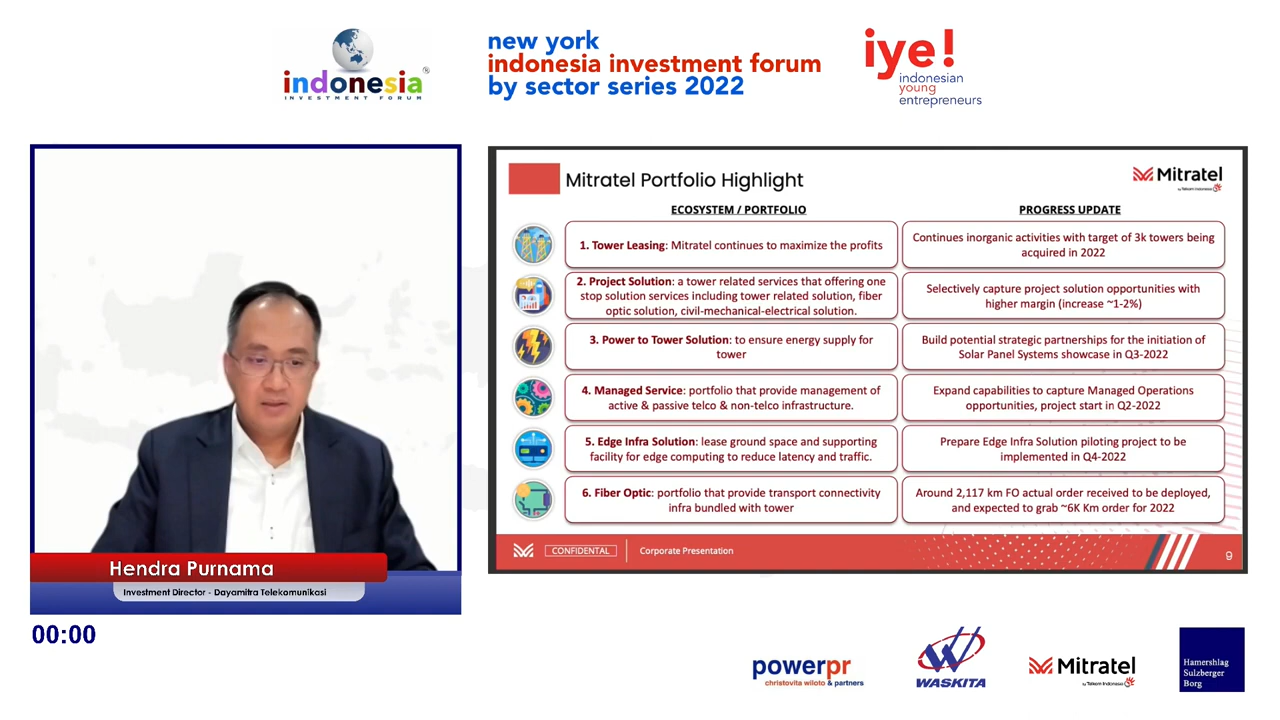 indonesia
INVESTMENT FORUM
new york
indonesia investment forum
by sector series 2022
iye!
indonesian
young
entrepreneurs
Hendra Purnama
Investment Director - Dayamitra Telekomunikasi
00:00
Mitratel Portfolio Highlight
Mitratel
by Telkom Indonesia
ECOSYSTEM / PORTFOLIO
PROGRESS UPDATE
1. Tower Leasing: Mitratel continues to maximize the profits
Continues inorganic activities with target of 3k towers being
acquired in 2022
2. Project Solution: a tower related services that offering one
stop solution services including tower related solution, fiber
optic solution, civil-mechanical-electrical solution.
Selectively capture project solution opportunities with
higher margin (increase ~1-2%)
3. Power to Tower Solution: to ensure energy supply for
tower
Build potential strategic partnerships for the initiation of
Solar Panel Systems showcase in Q3-2022
4. Managed Service: portfolio that provide management of
active & passive telco & non-telco infrastructure.
Expand capabilities to capture Managed Operations
opportunities, project start in Q2-2022
5. Edge Infra Solution: lease ground space and supporting
facility for edge computing to reduce latency and traffic.
Prepare Edge Infra Solution piloting project to be
implemented in Q4-2022
6. Fiber Optic: portfolio that provide transport connectivity
infra bundled with tower
Around 2,117 km FO actual order received to be deployed,
and expected to grab ~6K Km order for 2022
CONFIDENTAL
Corporate Presentation
9
powerpr
christovita wiloto & partners
WASKITA
Mitratel
by Telkom Indonesia
Hamershlag
Sulzberger
Borg